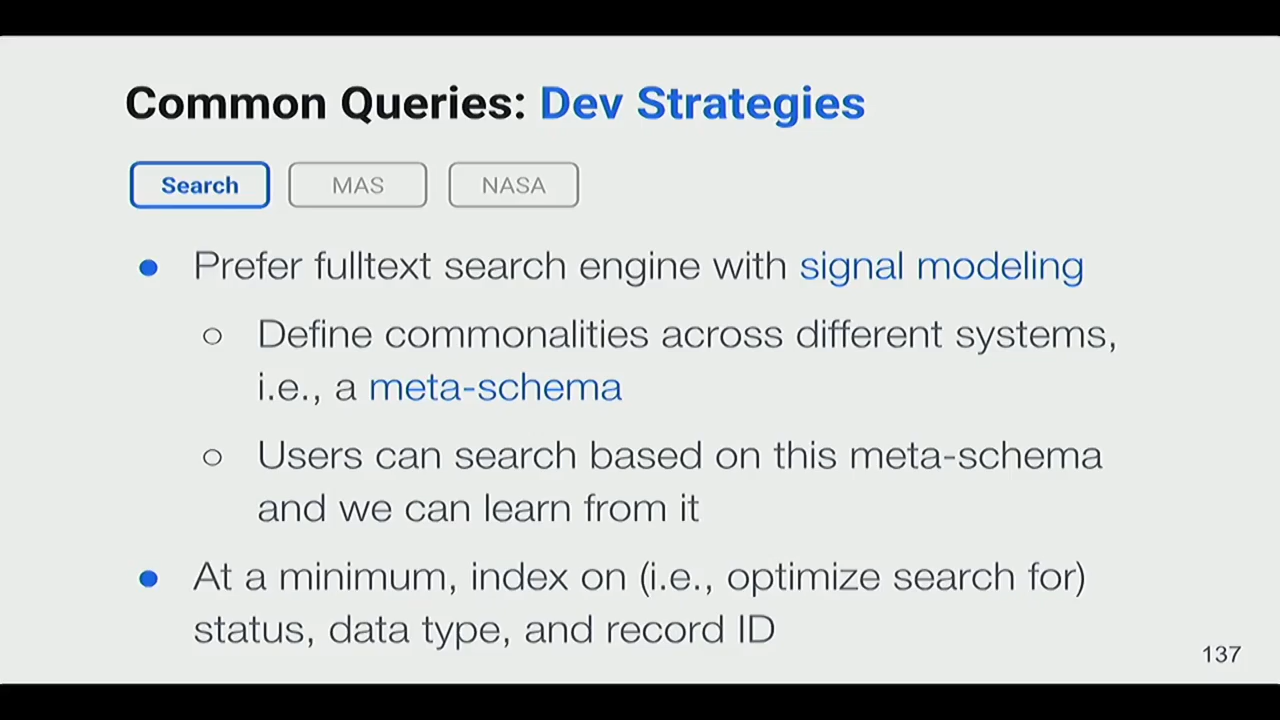 Common Queries: Dev Strategies
Search MAS NASA
● Prefer fulltext search engine with signal modeling
○ Define commonalities across different systems,
i.e., a meta-schema
○ Users can search based on this meta-schema
and we can learn from it
● At a minimum, index on (i.e., optimize search for)
status, data type, and record ID
137